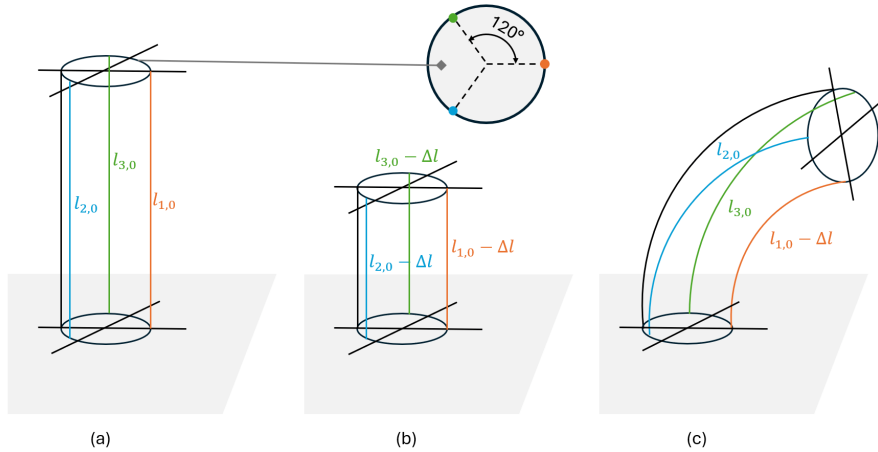 120°
l₃,₀
l₂,₀
l₁,₀
l₃,₀ − Δl
l₂,₀ − Δl
l₁,₀ − Δl
l₂,₀
l₃,₀
l₁,₀ − Δl
(a)
(b)
(c)